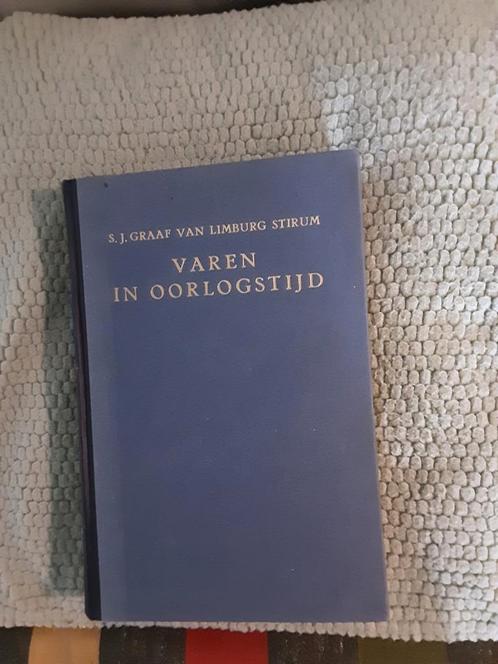 S. J. GRAAF VAN LIMBURG STIRUM
VAREN
IN OORLOGSTIJD